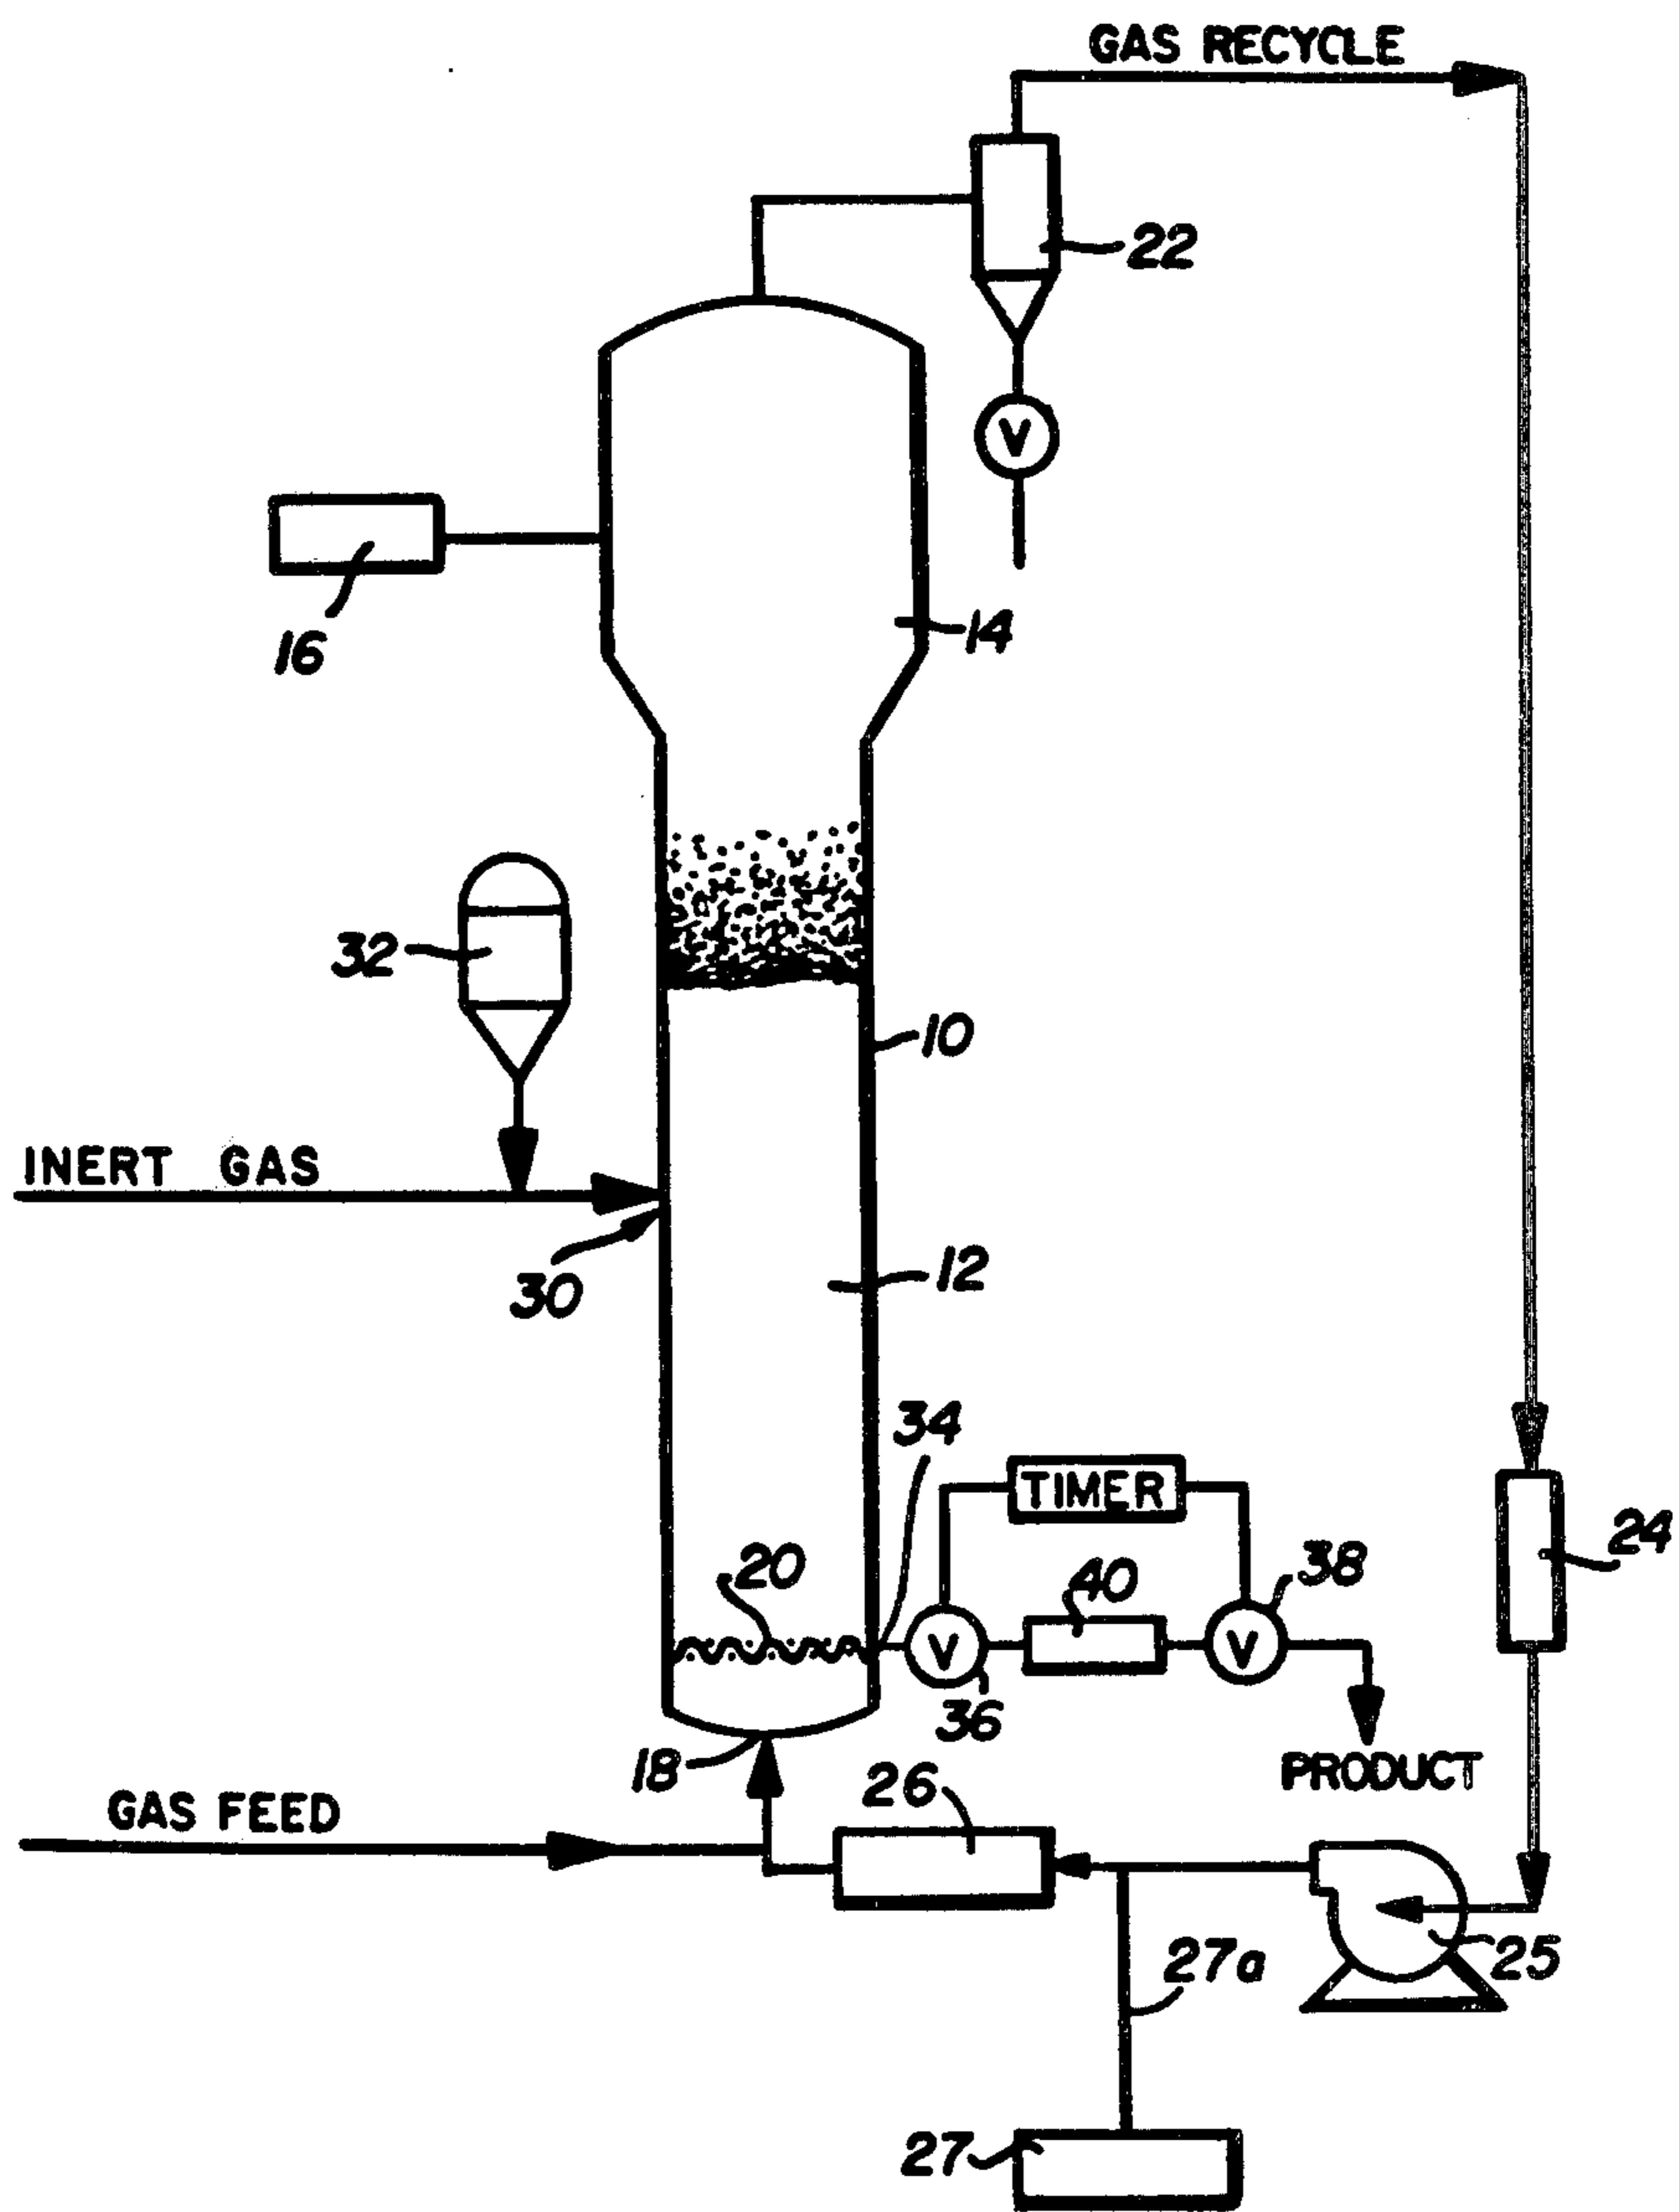 GAS RECYCLE
22
V
16
14
32
10
INERT GAS
30
12
34
TIMER
24
20
40
38
V
V
36
18
PRODUCT
26
GAS FEED
25
27a
27